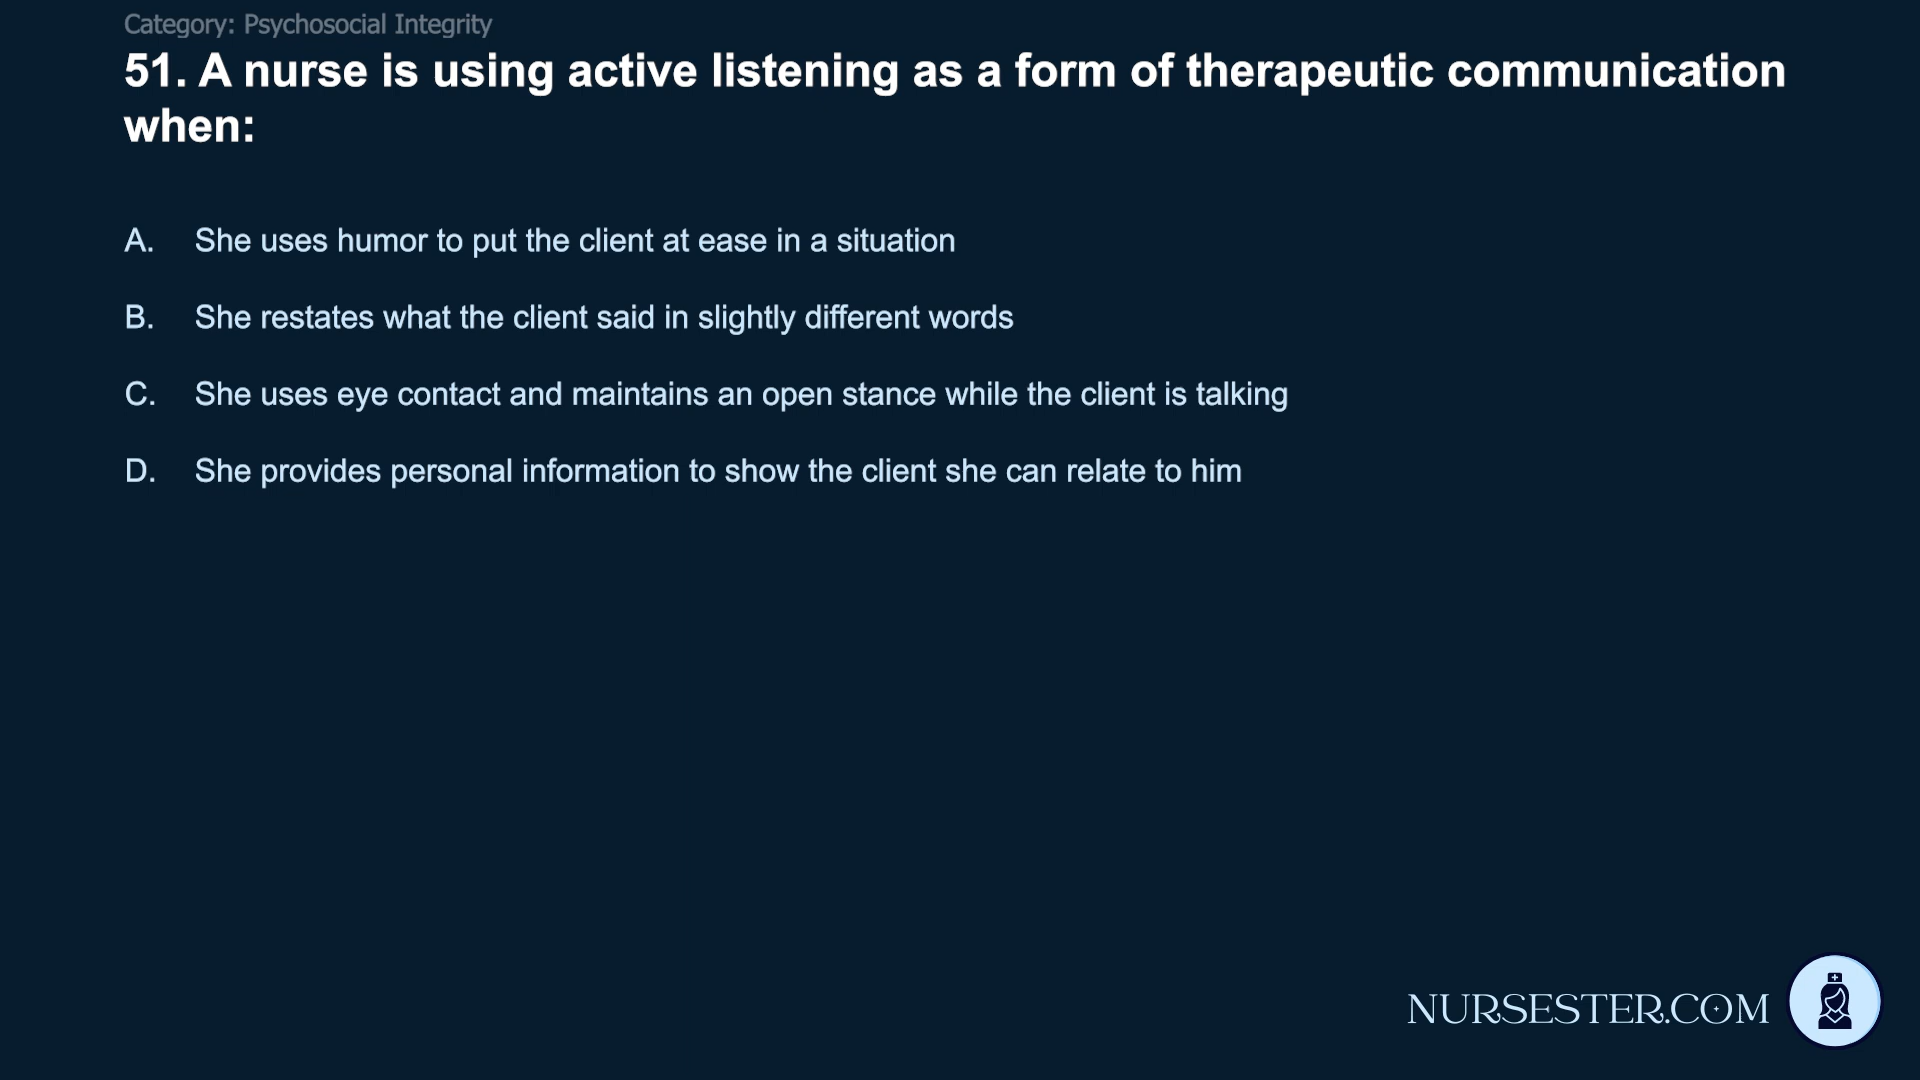 Category: Psychosocial Integrity
51. A nurse is using active listening as a form of therapeutic communication
when:
A. She uses humor to put the client at ease in a situation
B. She restates what the client said in slightly different words
C. She uses eye contact and maintains an open stance while the client is talking
D. She provides personal information to show the client she can relate to him
NURSESTER.COM